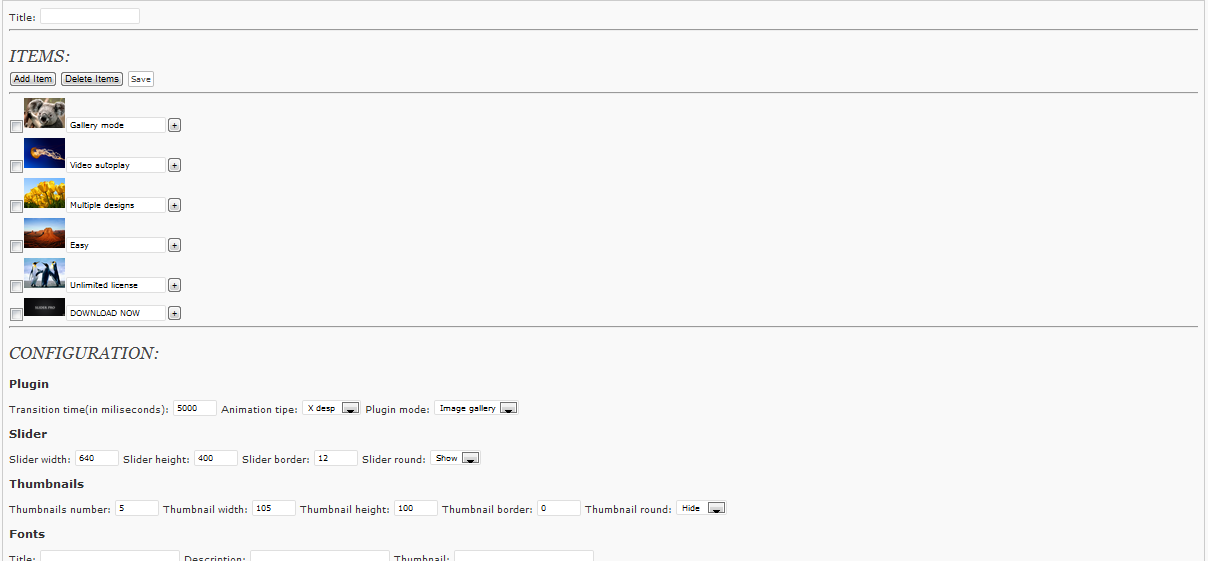 Title:
ITEMS:
Add Item Delete Items Save
Gallery mode +
Video autoplay +
Multiple designs +
Easy +
Unlimited license +
SLIDER PRO
DOWNLOAD NOW +
CONFIGURATION:
Plugin
Transition time(in miliseconds): 5000 Animation tipe: X desp Plugin mode: Image gallery
Slider
Slider width: 640 Slider height: 400 Slider border: 12 Slider round: Show
Thumbnails
Thumbnails number: 5 Thumbnail width: 105 Thumbnail height: 100 Thumbnail border: 0 Thumbnail round: Hide
Fonts
Title: Description: Thumbnail: